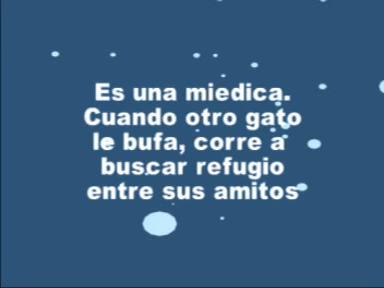 Es una miedica.
Cuando otro gato
le bufa, corre a
buscar refugio
entre sus amitos